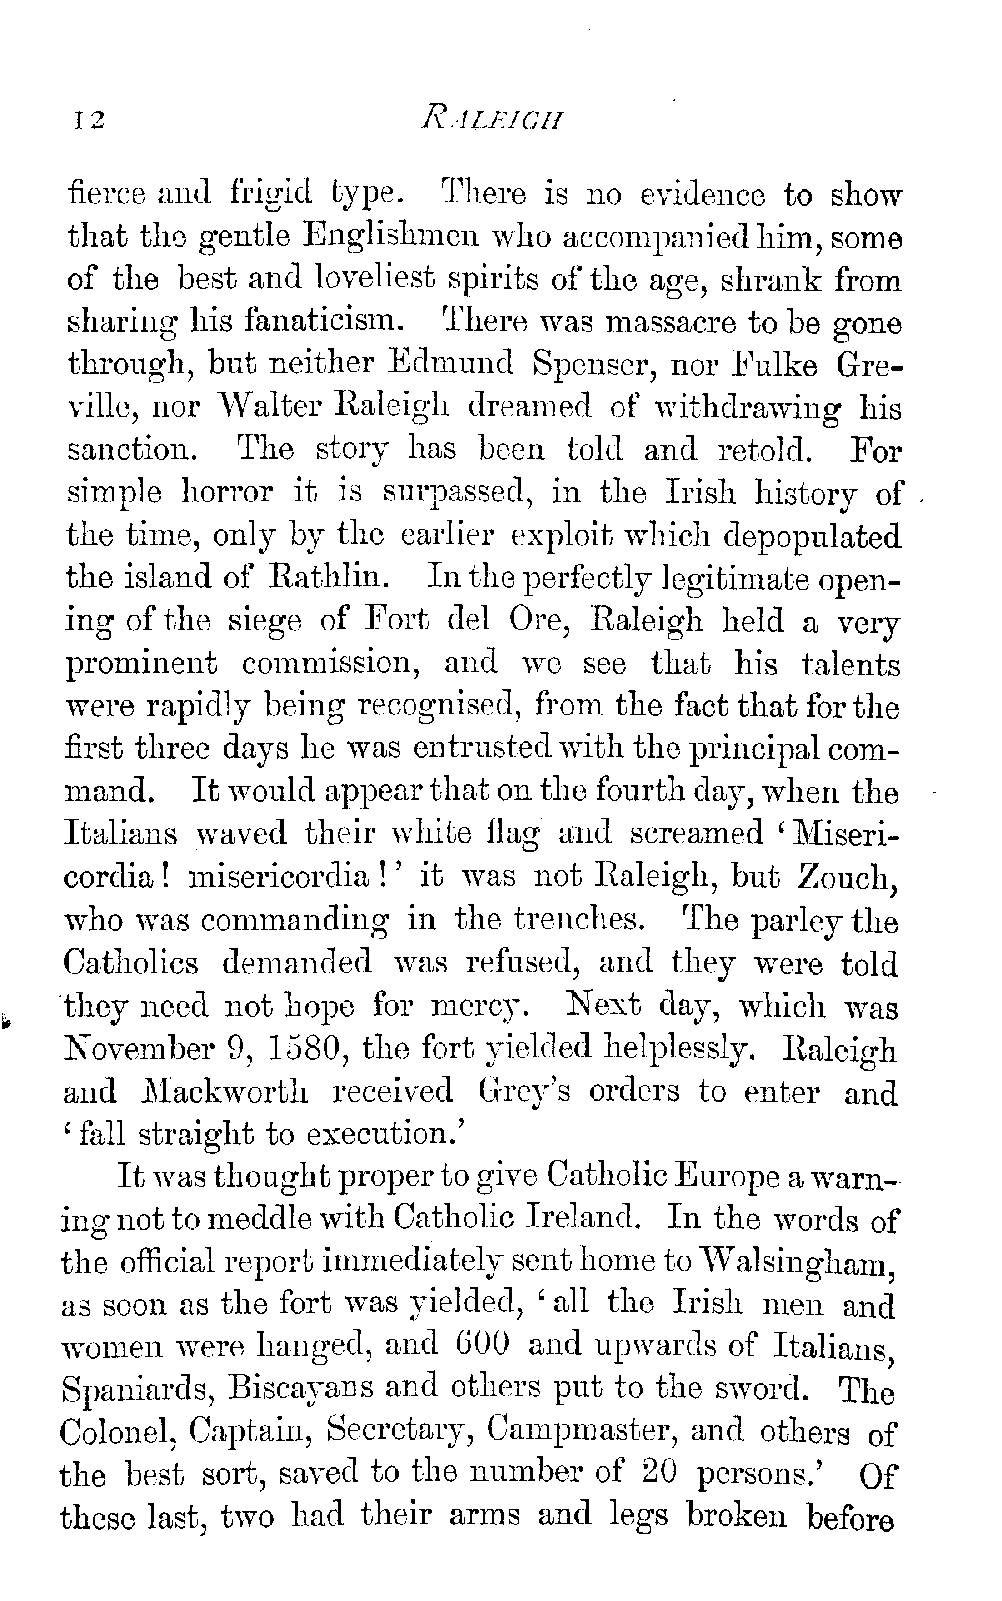 12 RALEIGH
fierce and frigid type. There is no evidence to show
that the gentle Englishmen who accompanied him, some
of the best and loveliest spirits of the age, shrank from
sharing his fanaticism. There was massacre to be gone
through, but neither Edmund Spenser, nor Fulke Gre-
ville, nor Walter Raleigh dreamed of withdrawing his
sanction. The story has been told and retold. For
simple horror it is surpassed, in the Irish history of
the time, only by the earlier exploit which depopulated
the island of Rathlin. In the perfectly legitimate open-
ing of the siege of Fort del Ore, Raleigh held a very
prominent commission, and we see that his talents
were rapidly being recognised, from the fact that for the
first three days he was entrusted with the principal com-
mand. It would appear that on the fourth day, when the
Italians waved their white flag and screamed ‘Miseri-
cordia! misericordia!’ it was not Raleigh, but Zouch,
who was commanding in the trenches. The parley the
Catholics demanded was refused, and they were told
they need not hope for mercy. Next day, which was
November 9, 1580, the fort yielded helplessly. Raleigh
and Mackworth received Grey’s orders to enter and
‘fall straight to execution.’
It was thought proper to give Catholic Europe a warn-
ing not to meddle with Catholic Ireland. In the words of
the official report immediately sent home to Walsingham,
as soon as the fort was yielded, ‘all the Irish men and
women were hanged, and 600 and upwards of Italians,
Spaniards, Biscayans and others put to the sword. The
Colonel, Captain, Secretary, Campmaster, and others of
the best sort, saved to the number of 20 persons.’ Of
these last, two had their arms and legs broken before